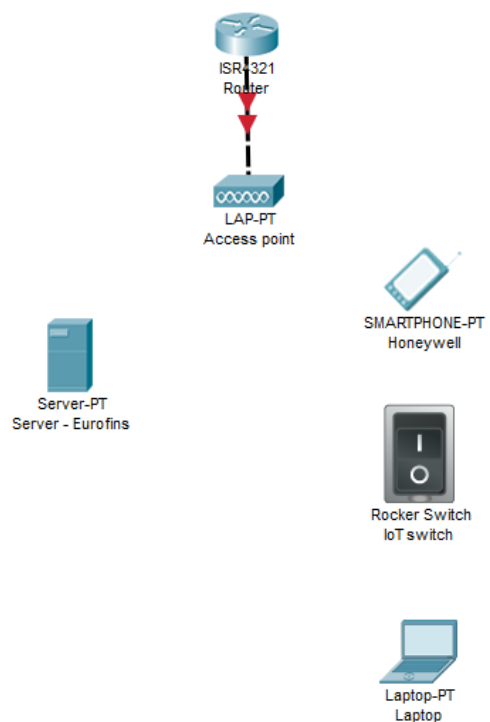 ISR4321
Router
LAP-PT
Access point
SMARTPHONE-PT
Honeywell
Server-PT
Server - Eurofins
I
O
Rocker Switch
IoT switch
Laptop-PT
Laptop